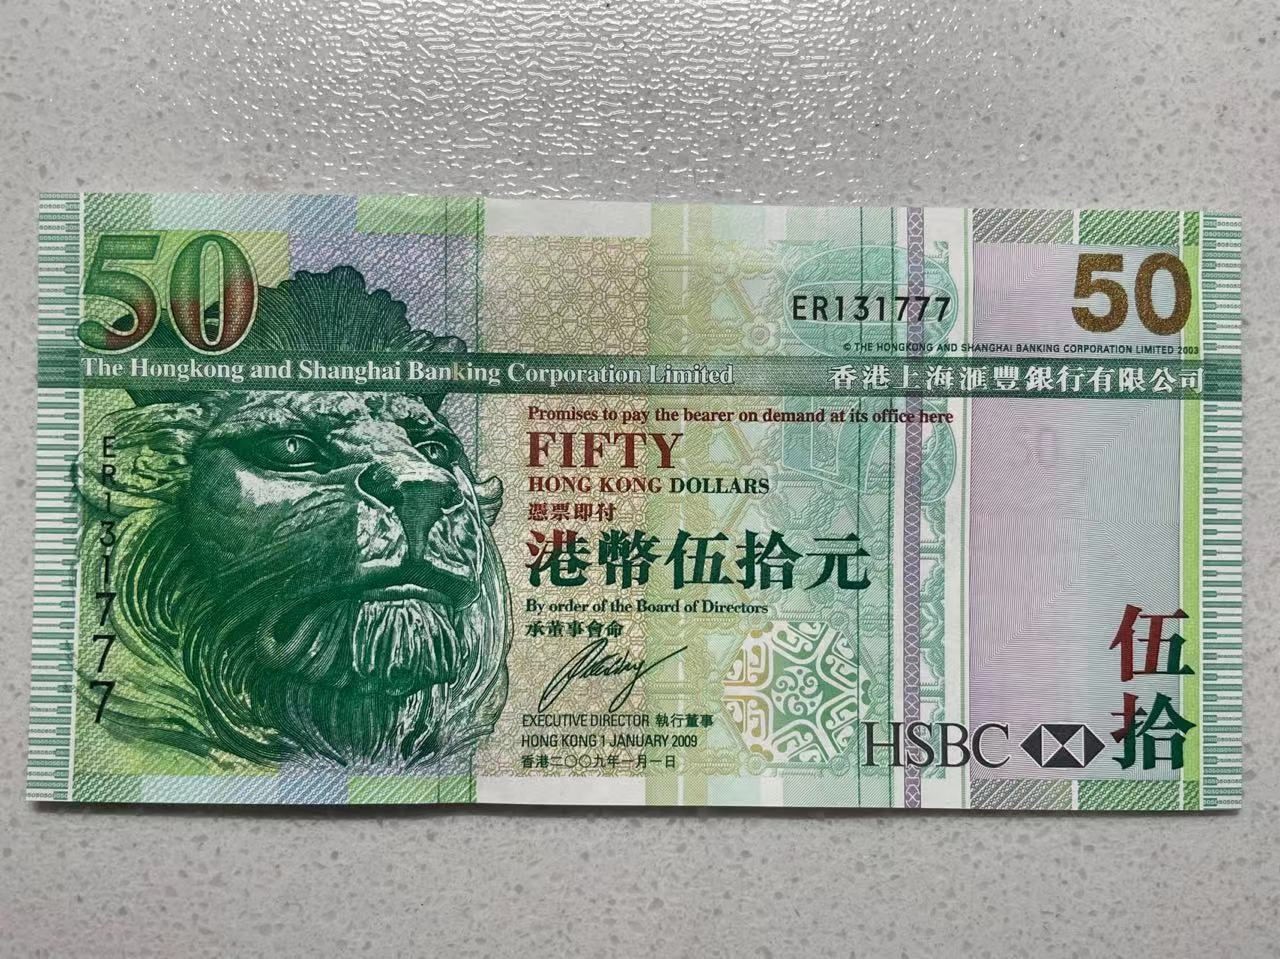 50
50
ER131777
© THE HONGKONG AND SHANGHAI BANKING CORPORATION LIMITED 2003
The Hongkong and Shanghai Banking Corporation Limited
香港上海滙豐銀行有限公司
Promises to pay the bearer on demand at its office here
FIFTY
HONG KONG DOLLARS
憑票即付
港幣伍拾元
By order of the Board of Directors
承董事會命
EXECUTIVE DIRECTOR 執行董事
HONG KONG 1 JANUARY 2009
香港二〇〇九年一月一日
ER131777
HSBC
伍拾